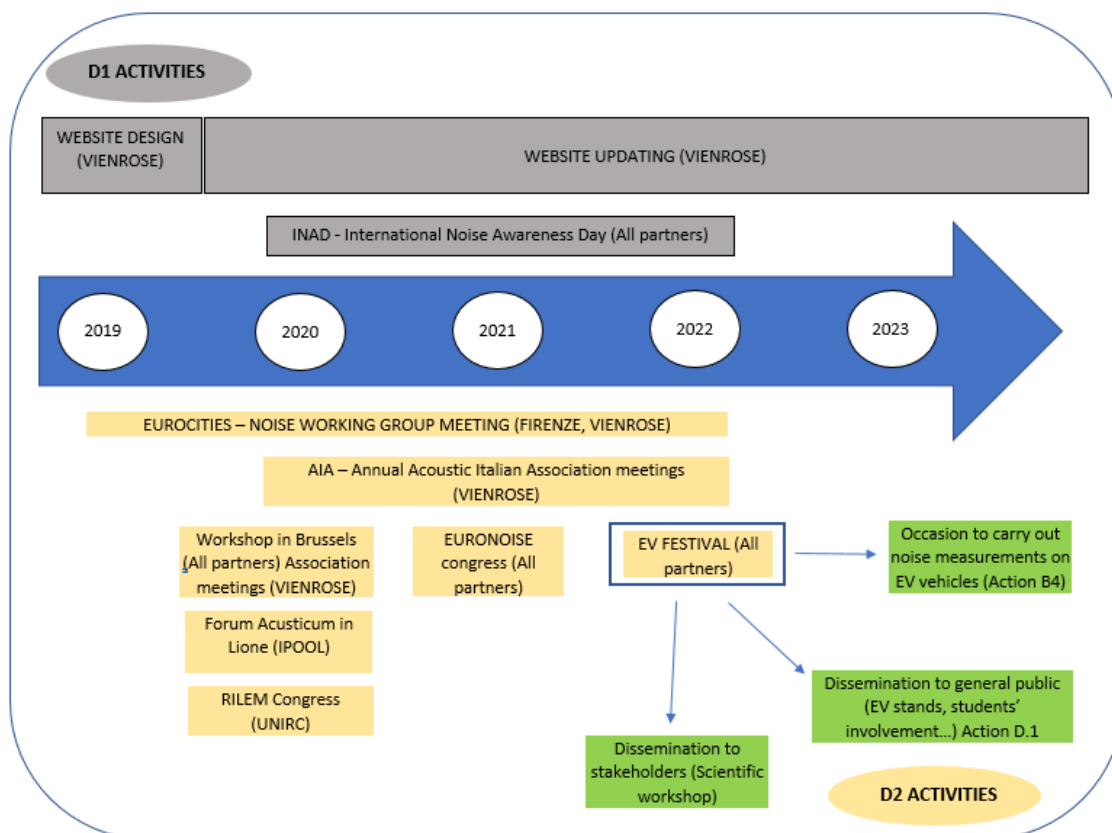 D1 ACTIVITIES
WEBSITE DESIGN
(VIENROSE)
WEBSITE UPDATING (VIENROSE)
INAD - International Noise Awareness Day (All partners)
2019
2020
2021
2022
2023
EUROCITIES – NOISE WORKING GROUP MEETING (FIRENZE, VIENROSE)
AIA – Annual Acoustic Italian Association meetings
(VIENROSE)
Workshop in Brussels
(All partners) Association
meetings (VIENROSE)
EURONOISE
congress (All
partners)
EV FESTIVAL (All
partners)
Occasion to carry out
noise measurements on
EV vehicles (Action B4)
Forum Acusticum in
Lione (IPOOL)
RILEM Congress
(UNIRC)
Dissemination to general public
(EV stands, students’
involvement…) Action D.1
Dissemination to
stakeholders (Scientific
workshop)
D2 ACTIVITIES